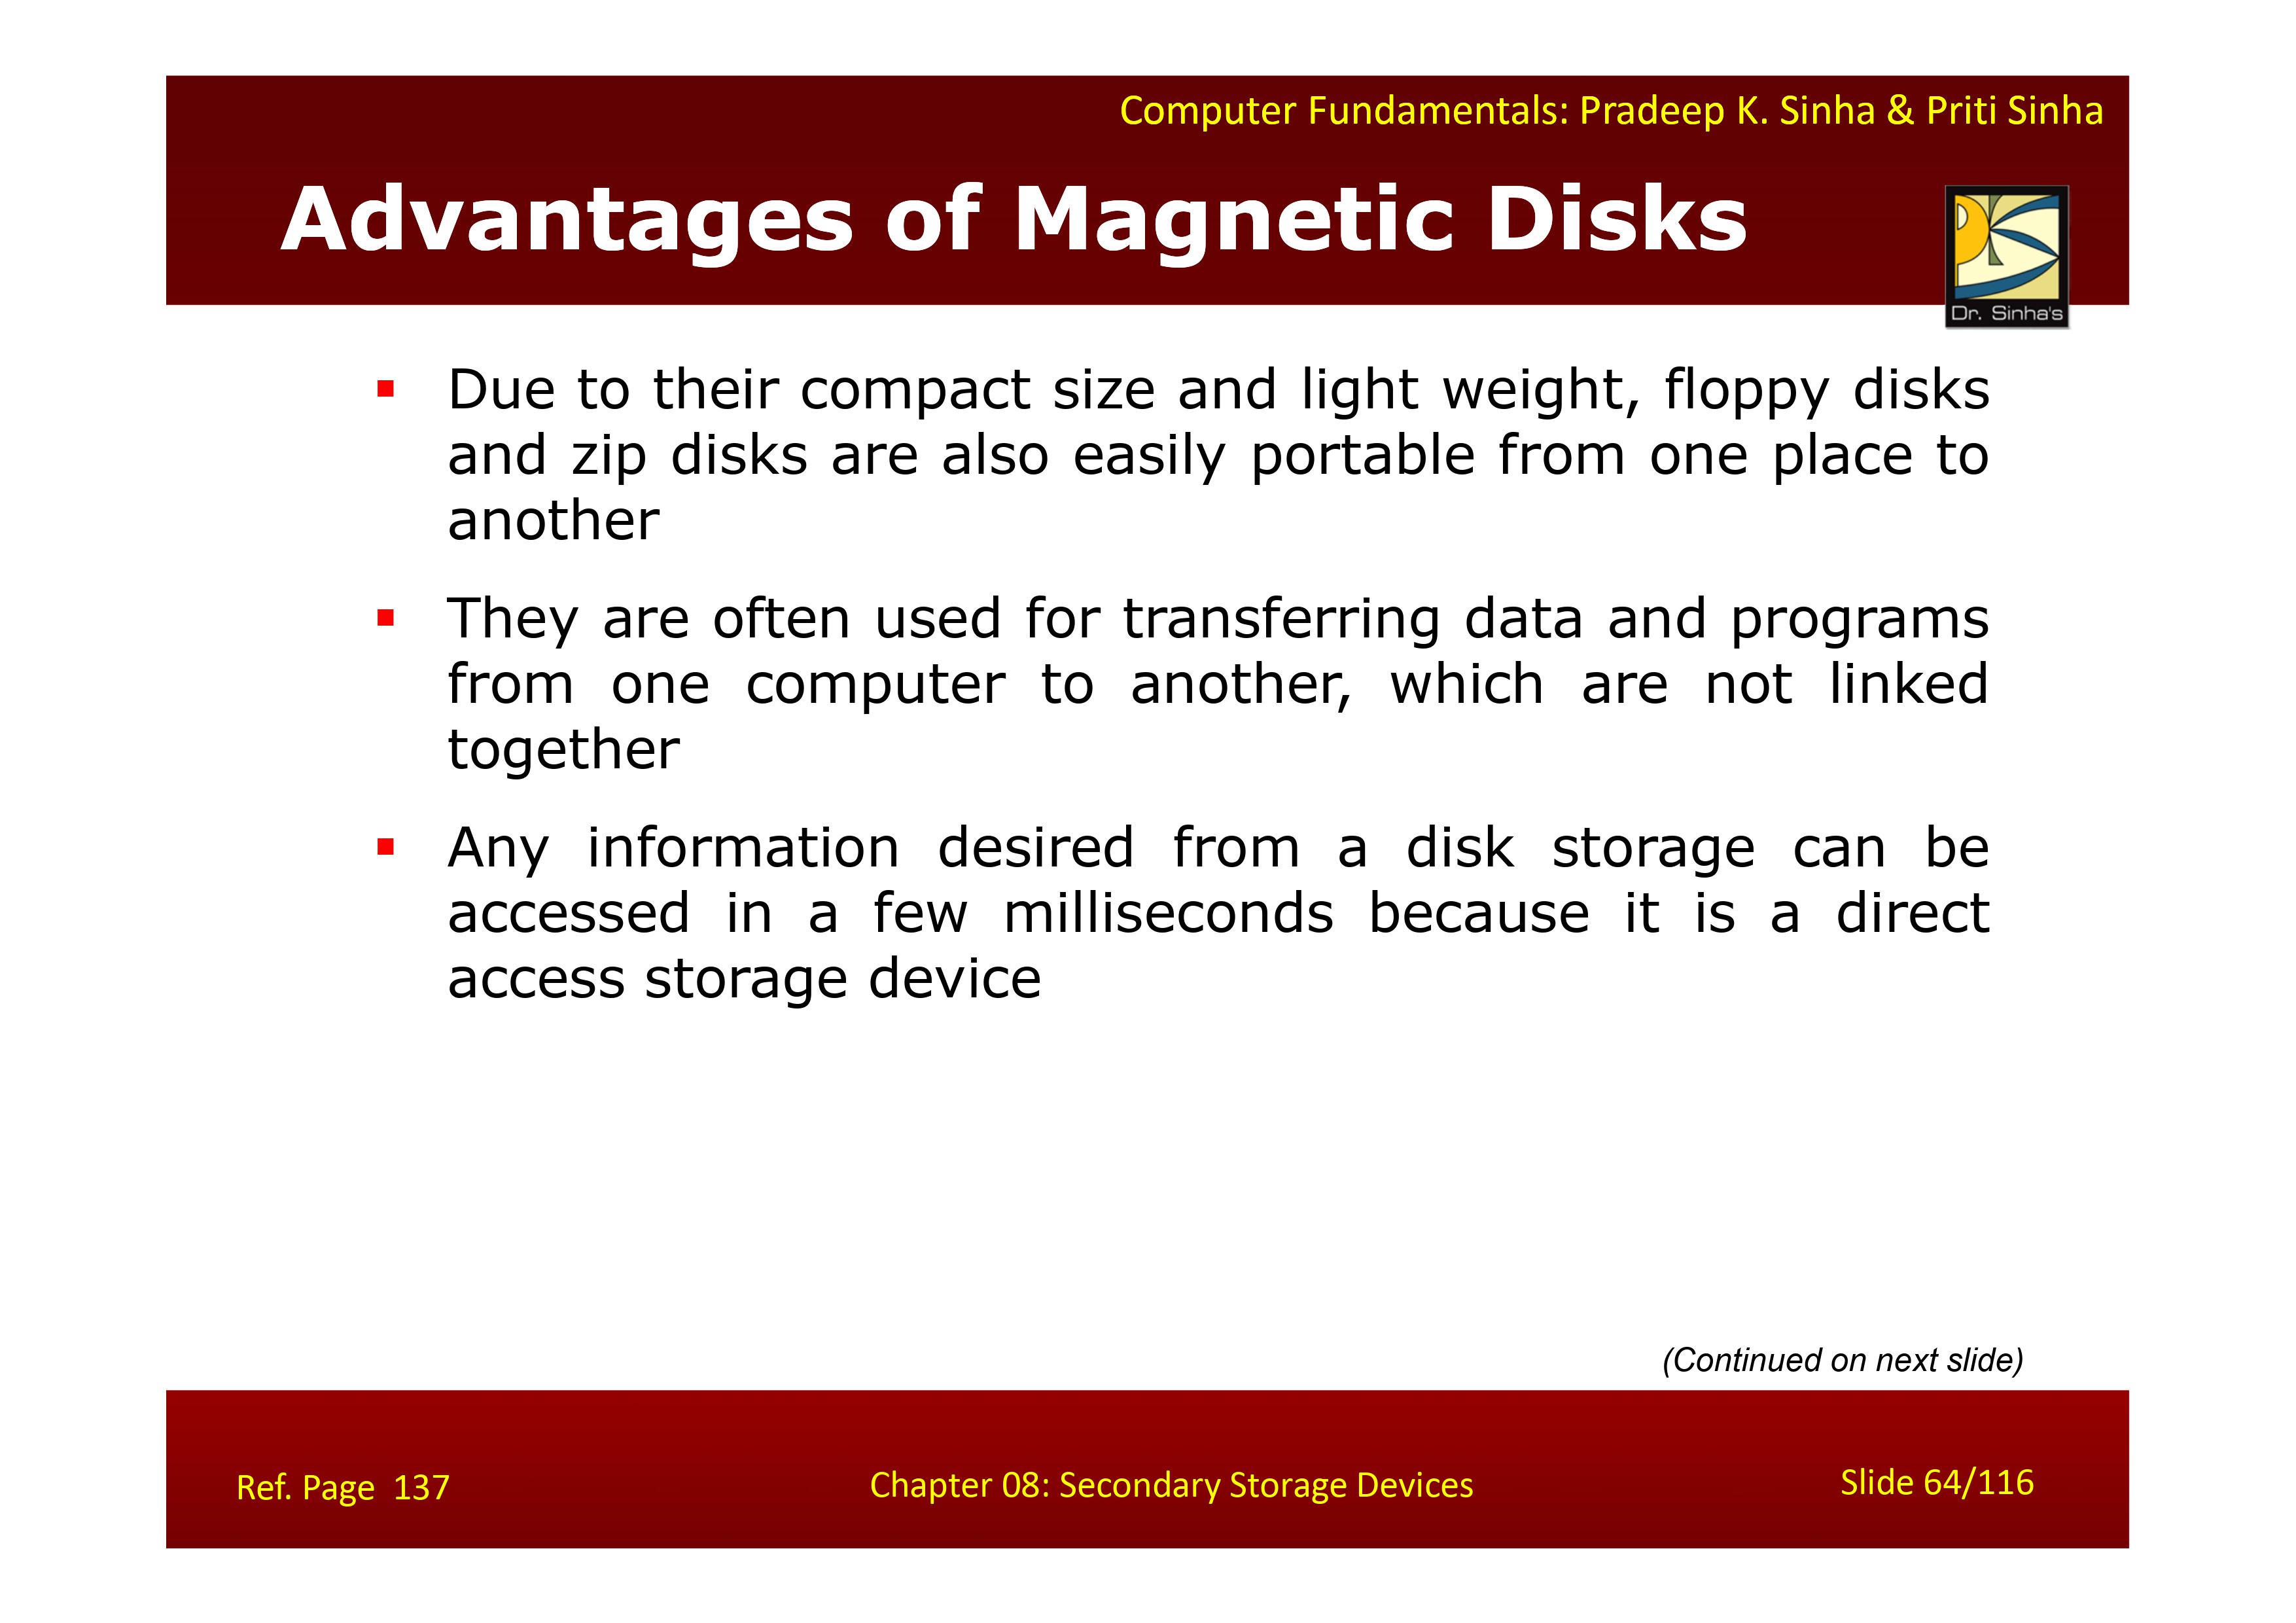 Computer Fundamentals: Pradeep K. Sinha & Priti Sinha
Advantages of Magnetic Disks
Dr. Sinha's
▪ Due to their compact size and light weight, floppy disks
and zip disks are also easily portable from one place to
another
▪ They are often used for transferring data and programs
from one computer to another, which are not linked
together
▪ Any information desired from a disk storage can be
accessed in a few milliseconds because it is a direct
access storage device
(Continued on next slide)
Ref. Page 137
Chapter 08: Secondary Storage Devices
Slide 64/116